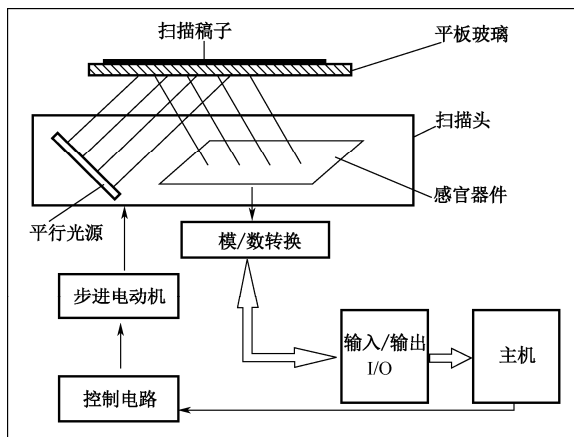 扫描稿子
平板玻璃
扫描头
感官器件
平行光源
模/数转换
步进电动机
输入/输出
I/O
主机
控制电路